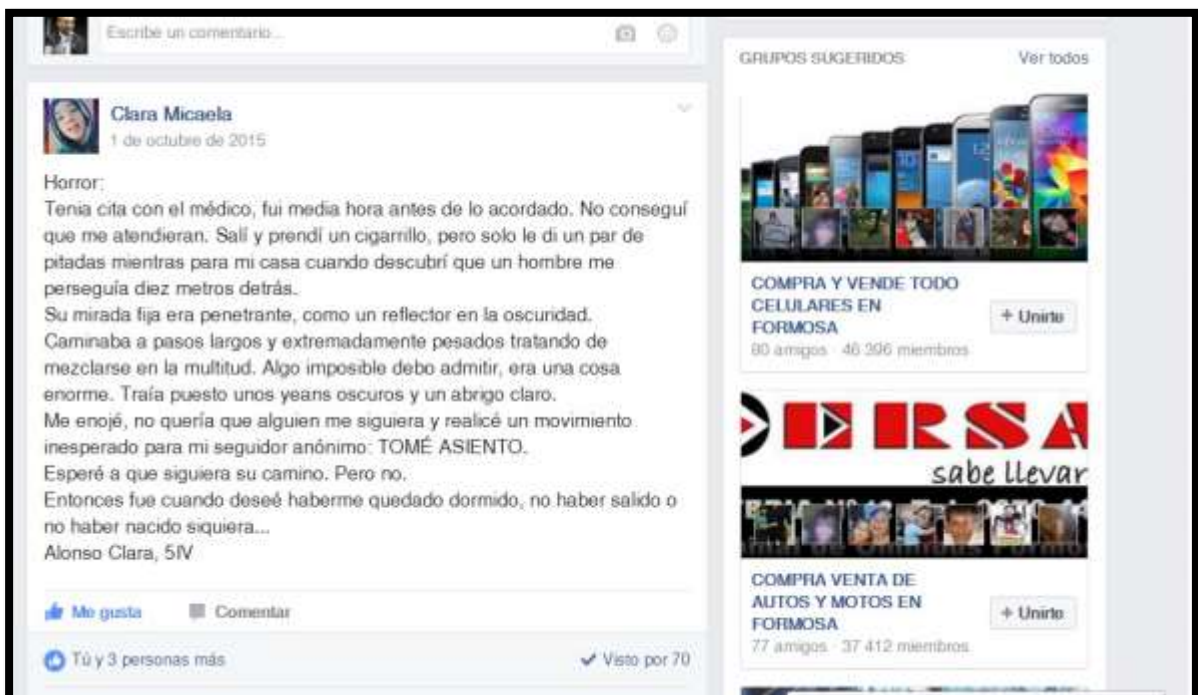 Escribe un comentario...
Clara Micaela
1 de octubre de 2015
Horror:
Tenia cita con el médico, fui media hora antes de lo acordado. No conseguí
que me atendieran. Salí y prendí un cigarrillo, pero solo le di un par de
pitadas mientras para mi casa cuando descubrí que un hombre me
perseguía diez metros detrás.
Su mirada fija era penetrante, como un reflector en la oscuridad.
Caminaba a pasos largos y extremadamente pesados tratando de
mezclarse en la multitud. Algo imposible debo admitir, era una cosa
enorme. Traía puesto unos yeans oscuros y un abrigo claro.
Me enojé, no quería que alguien me siguiera y realicé un movimiento
inesperado para mi seguidor anónimo: TOMÉ ASIENTO.
Esperé a que siguiera su camino. Pero no.
Entonces fue cuando deseé haberme quedado dormido, no haber salido o
no haber nacido siquiera...
Alonso Clara, 5IV
Me gusta Comentar
Tú y 3 personas más Visto por 70
GRUPOS SUGERIDOS Ver todos
COMPRA Y VENDE TODO
CELULARES EN
FORMOSA
+ Unirte
80 amigos · 46 396 miembros
ERSA
sabe llevar
COMPRA VENTA DE
AUTOS Y MOTOS EN
FORMOSA
+ Unirte
77 amigos · 37 412 miembros